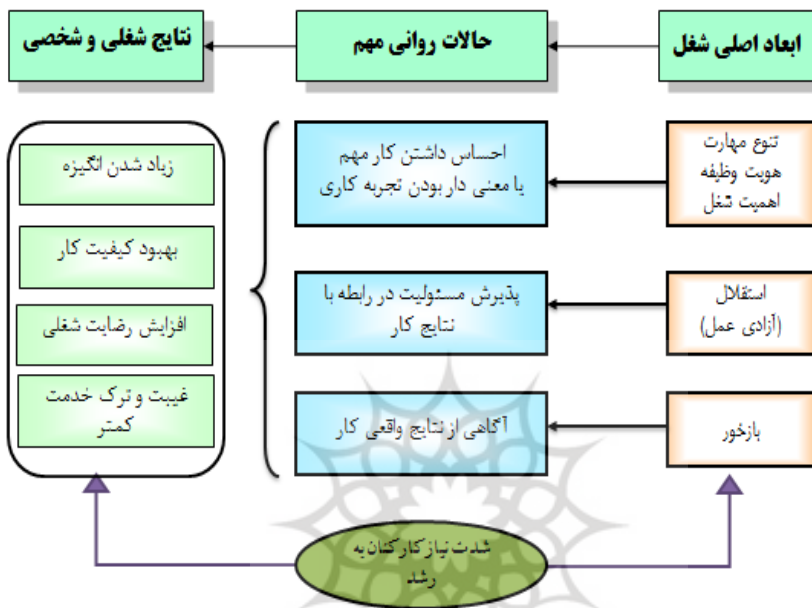 ابعاد اصلی شغل
حالات روانی مهم
نتایج شغلی و شخصی
تنوع مهارت
هویت وظیفه
اهمیت شغل
احساس داشتن کار مهم
یا معنی دار بودن تجربه کاری
زیاد شدن انگیزه
بهبود کیفیت کار
استقلال
(آزادی عمل)
پذیرش مسئولیت در رابطه با
نتایج کار
افزایش رضایت شغلی
غیبت و ترک خدمت
کمتر
بازخور
آگاهی از نتایج واقعی کار
شدت نیاز کارکنان به
رشد